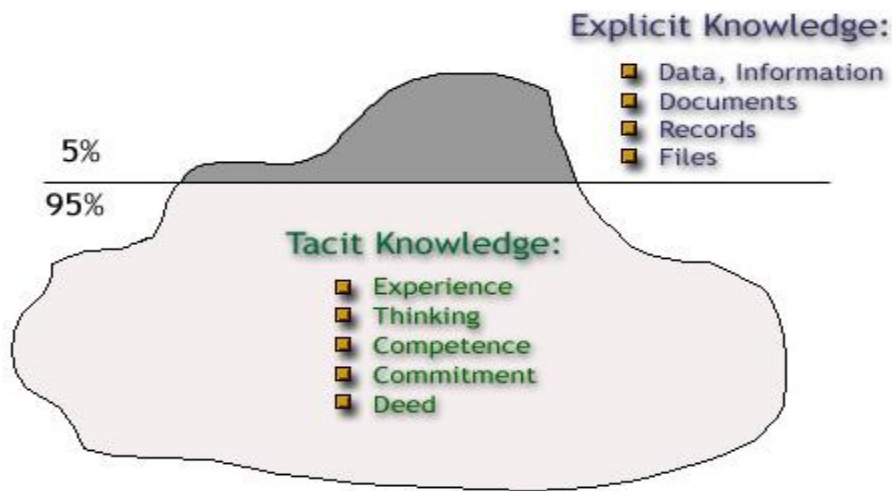 Explicit Knowledge:
Data, Information
Documents
Records
Files
5%
95%
Tacit Knowledge:
Experience
Thinking
Competence
Commitment
Deed